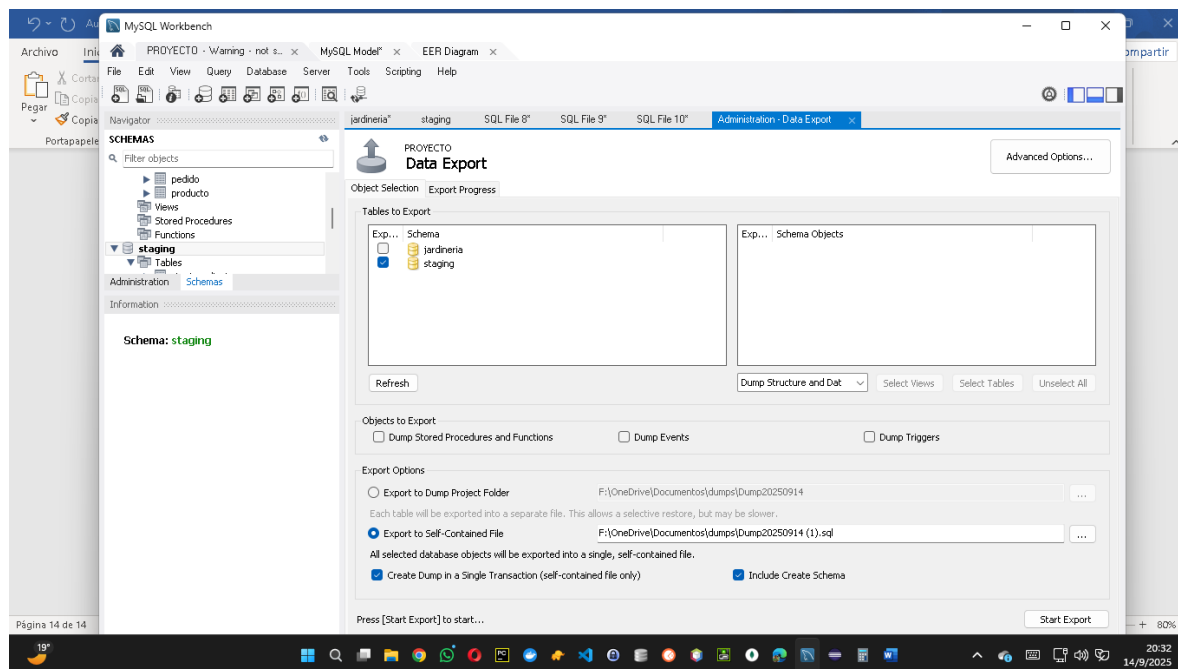 Au
MySQL Workbench
Archivo
Ini
PROYECTO - Warning - not s...
MySQL Model*
EER Diagram
ompartir
File Edit View Query Database Server Tools Scripting Help
Cortar
Copia
Pegar
Copia
Portapapele
Navigator
SCHEMAS
Filter objects
pedido
producto
Views
Stored Procedures
Functions
staging
Tables
Administration Schemas
Information
Schema: staging
jardineria* staging SQL File 8* SQL File 9* SQL File 10* Administration - Data Export
PROYECTO
Data Export
Advanced Options...
Object Selection Export Progress
Tables to Export
Exp... Schema
jardineria
staging
Exp... Schema Objects
Refresh
Dump Structure and Dat
Select Views
Select Tables
Unselect All
Objects to Export
Dump Stored Procedures and Functions
Dump Events
Dump Triggers
Export Options
Export to Dump Project Folder
F:\OneDrive\Documentos\dumps\Dump20250914
...
Each table will be exported into a separate file. This allows a selective restore, but may be slower.
Export to Self-Contained File
F:\OneDrive\Documentos\dumps\Dump20250914 (1).sql
...
All selected database objects will be exported into a single, self-contained file.
Create Dump in a Single Transaction (self-contained file only)
Include Create Schema
Press [Start Export] to start...
Start Export
Página 14 de 14
80%
19°
20:32
14/9/2025